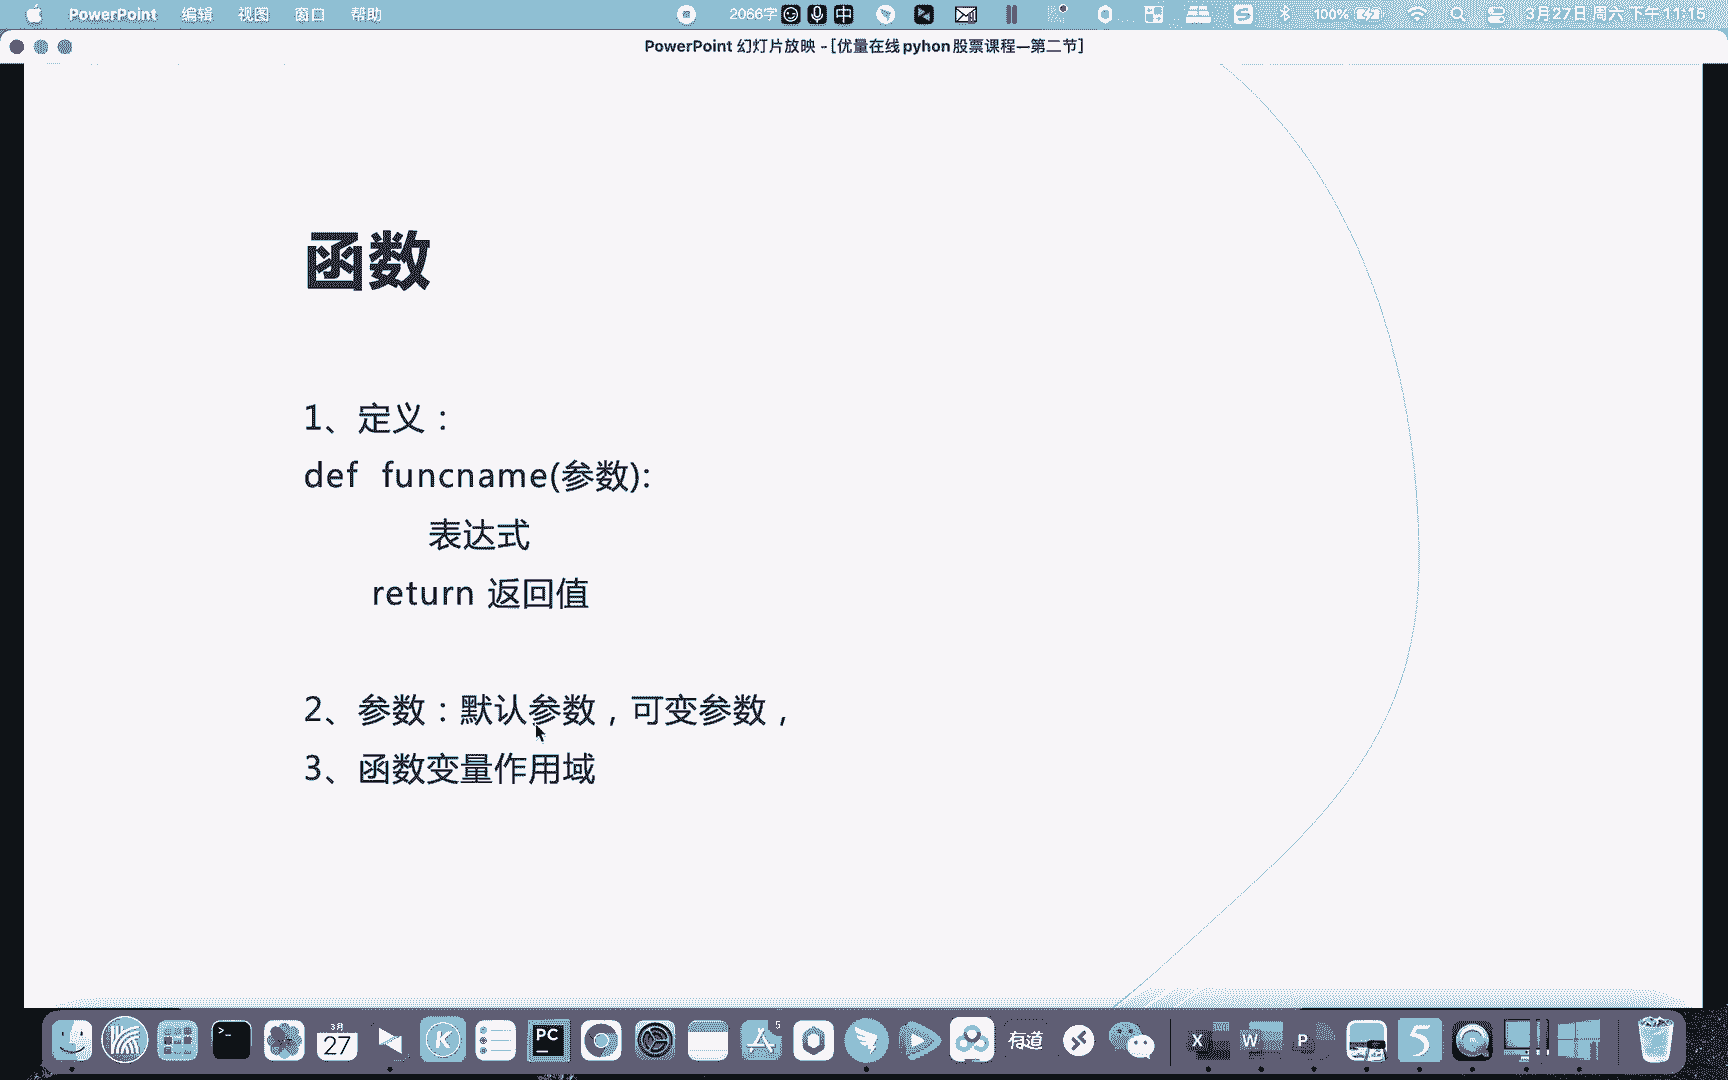 PowerPoint 编辑 视图 窗口 帮助 2066字 中 100% 3月27日 周六 下午11:15
PowerPoint 幻灯片放映 - [优量在线pyhon股票课程—第二节]
函数
1、定义：
def funcname(参数):
表达式
return 返回值
2、参数：默认参数，可变参数，
3、函数变量作用域
3月
27
PC
5
有道
X
W
P